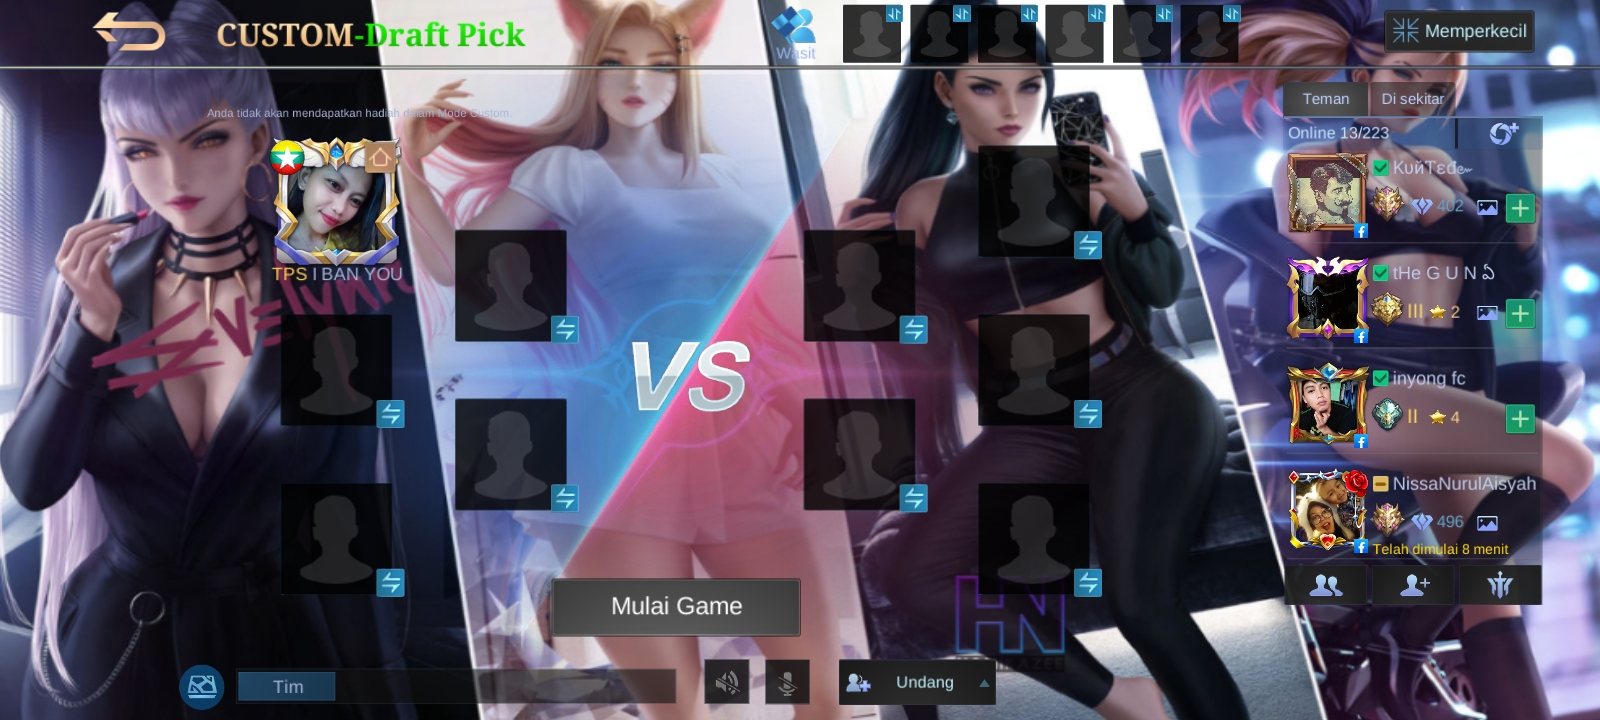 CUSTOM-Draft Pick
Wasit
Memperkecil
Anda tidak akan mendapatkan hadiah dalam Mode Custom.
Teman
Di sekitar
Online 13/223
402
TPS I BAN YOU
tHe G U N
III 2
VS
inyong fc
II 4
NissaNurulAisyah
496
Telah dimulai 8 menit
Mulai Game
HN
Tim
Undang